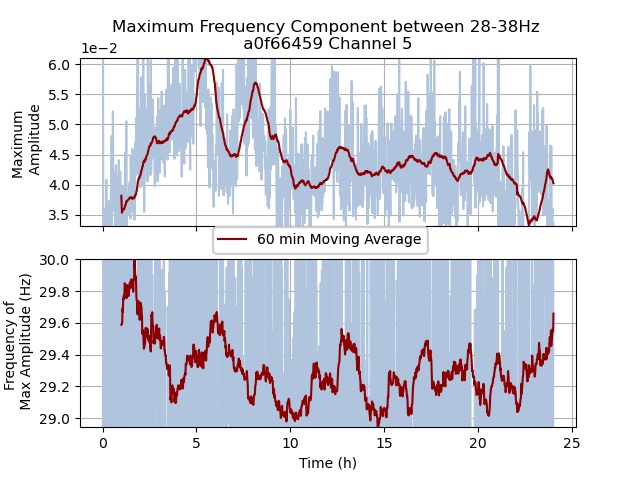 Maximum Frequency Component between 28-38Hz
a0f66459 Channel 5
1e−2
6.0
5.5
5.0
4.5
4.0
3.5
Maximum
Amplitude
60 min Moving Average
30.0
29.8
29.6
29.4
29.2
29.0
Frequency of
Max Amplitude (Hz)
0 5 10 15 20 25
Time (h)